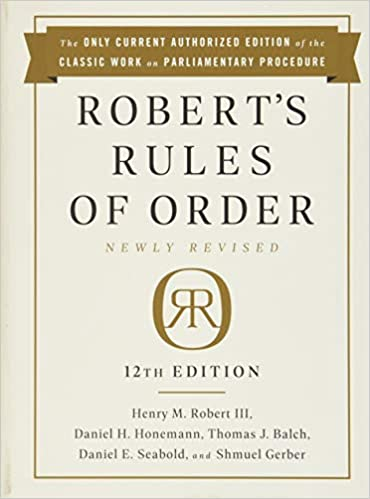 The ONLY CURRENT AUTHORIZED EDITION of the
CLASSIC WORK on PARLIAMENTARY PROCEDURE
ROBERT'S
RULES
OF ORDER
NEWLY REVISED
RR
12TH EDITION
Henry M. Robert III,
Daniel H. Honemann, Thomas J. Balch,
Daniel E. Seabold, and Shmuel Gerber